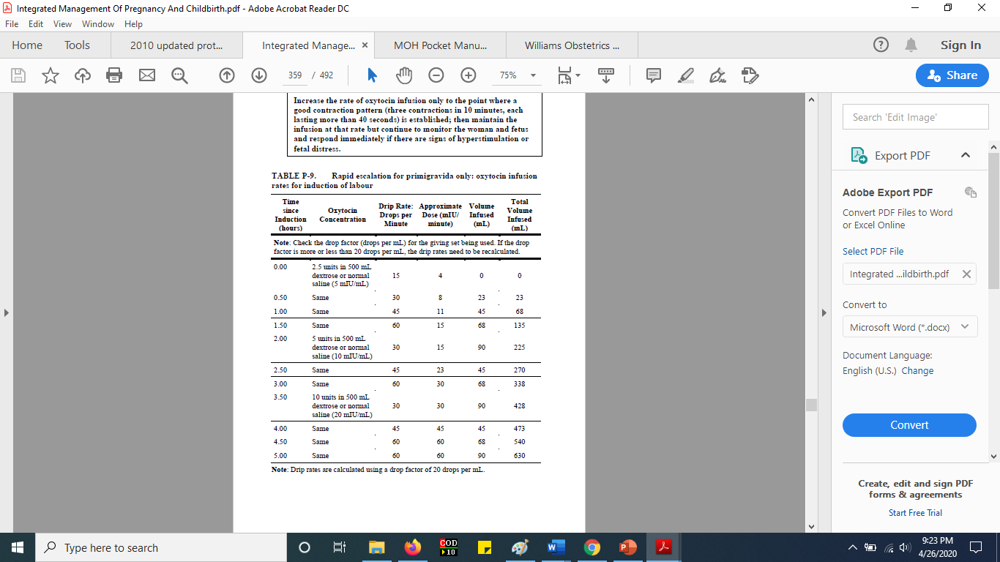 Integrated Management Of Pregnancy And Childbirth.pdf - Adobe Acrobat Reader DC
File Edit View Window Help
Home Tools 2010 updated prot... Integrated Manage... × MOH Pocket Manu... Williams Obstetrics ... Sign In
359 / 492 75% Share
Increase the rate of oxytocin infusion only to the point where a
good contraction pattern (three contractions in 10 minutes, each
lasting more than 40 seconds) is established; then maintain the
infusion at that rate but continue to monitor the woman and fetus
and respond immediately if there are signs of hyperstimulation or
fetal distress.
TABLE P-9. Rapid escalation for primigravida only: oxytocin infusion
rates for induction of labour
Time
since
Induction
(hours)
Oxytocin
Concentration
Drip Rate:
Drops per
Minute
Approximate
Dose (mIU/
minute)
Volume
Infused
(mL)
Total
Volume
Infused
(mL)
Note: Check the drop factor (drops per mL) for the giving set being used. If the drop
factor is more or less than 20 drops per mL, the drip rates need to be recalculated.
0.00 2.5 units in 500 mL
dextrose or normal 15 4 0 0
saline (5 mIU/mL)
0.50 Same 30 8 23 23
1.00 Same 45 11 45 68
1.50 Same 60 15 68 135
2.00 5 units in 500 mL
dextrose or normal 30 15 90 225
saline (10 mIU/mL)
2.50 Same 45 23 45 270
3.00 Same 60 30 68 338
3.50 10 units in 500 mL
dextrose or normal 30 30 90 428
saline (20 mIU/mL)
4.00 Same 45 45 45 473
4.50 Same 60 60 68 540
5.00 Same 60 60 90 630
Note: Drip rates are calculated using a drop factor of 20 drops per mL.
Search 'Edit Image'
Export PDF
Adobe Export PDF
Convert PDF Files to Word
or Excel Online
Select PDF File
Integrated ...ildbirth.pdf
Convert to
Microsoft Word (*.docx)
Document Language:
English (U.S.) Change
Convert
Create, edit and sign PDF
forms & agreements
Start Free Trial
Type here to search
COD
10
9:23 PM
4/26/2020